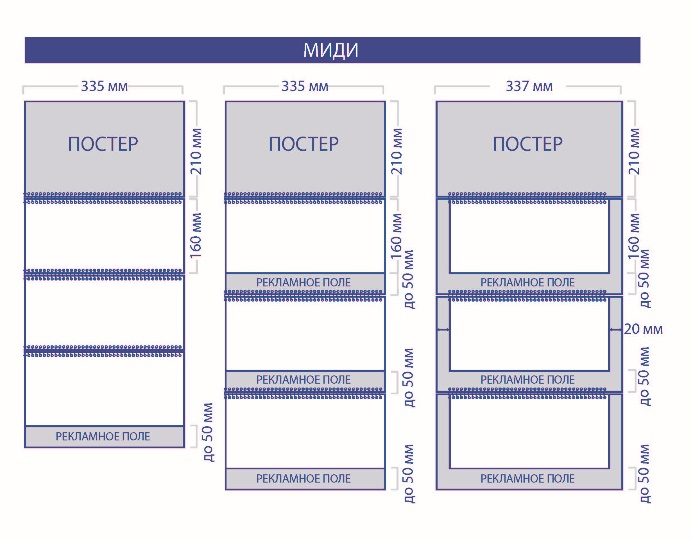 МИДИ
335 мм
335 мм
337 мм
ПОСТЕР
210 мм
ПОСТЕР
210 мм
ПОСТЕР
210 мм
160 мм
160 мм
160 мм
РЕКЛАМНОЕ ПОЛЕ
до 50 мм
РЕКЛАМНОЕ ПОЛЕ
до 50 мм
20 мм
РЕКЛАМНОЕ ПОЛЕ
до 50 мм
РЕКЛАМНОЕ ПОЛЕ
до 50 мм
РЕКЛАМНОЕ ПОЛЕ
до 50 мм
РЕКЛАМНОЕ ПОЛЕ
до 50 мм
РЕКЛАМНОЕ ПОЛЕ
до 50 мм